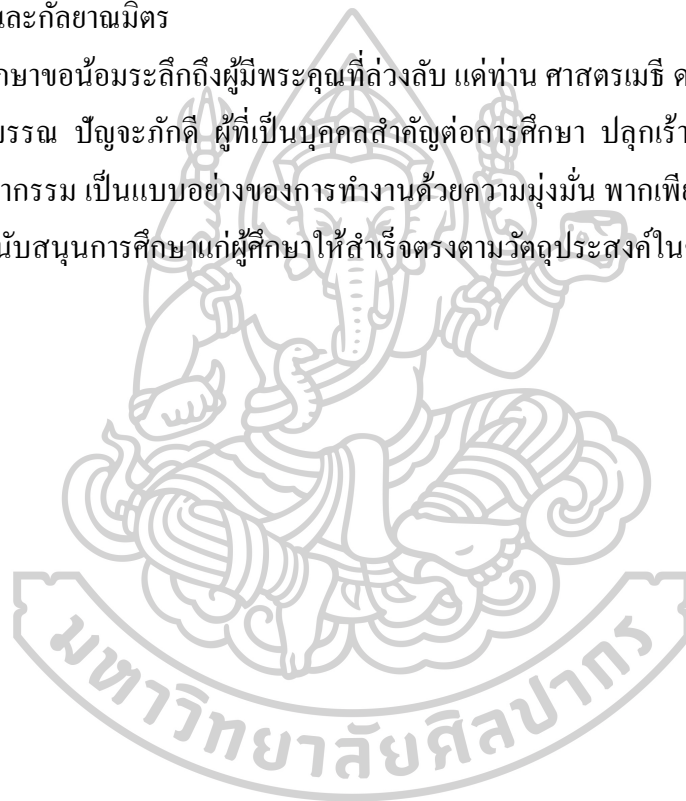 และกัลยาณมิตร
กษาขอน้อมระลึกถึงผู้มีพระคุณที่ล่วงลับ แด่ท่าน ศาสตรเมธี ด
บรรณ ปัญจะภักดี ผู้ที่เป็นบุคคลสำคัญต่อการศึกษา ปลุกเร้า
ากรรม เป็นแบบอย่างของการทำงานด้วยความมุ่งมั่น พากเพีย
นับสนุนการศึกษาแก่ผู้ศึกษาให้สำเร็จตรงตามวัตถุประสงค์ใน
มหาวิทยาลัยศิลปากร